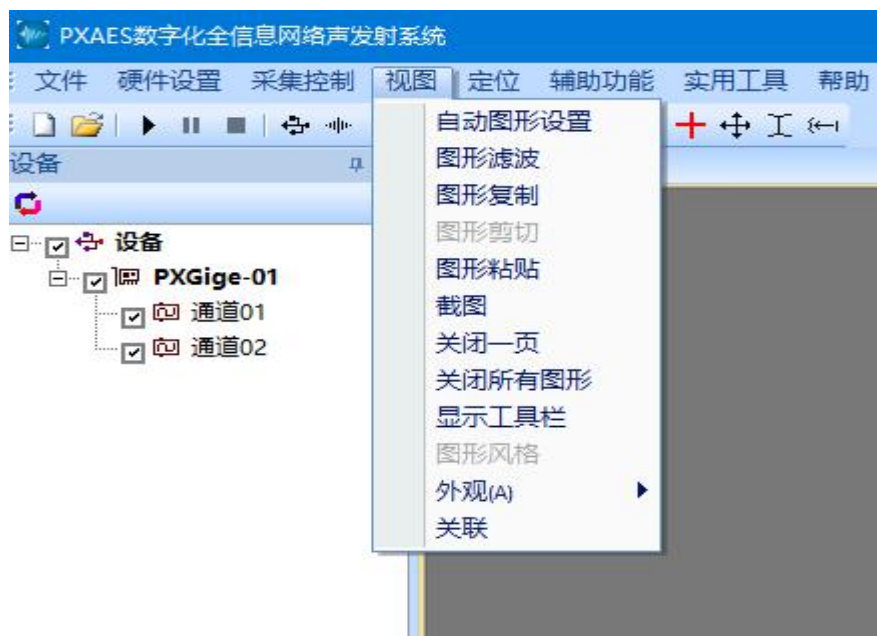 PXAES数字化全信息网络声发射系统
文件 硬件设置 采集控制 视图 定位 辅助功能 实用工具 帮助
设备
设备
PXGige-01
通道01
通道02
自动图形设置
图形滤波
图形复制
图形剪切
图形粘贴
截图
关闭一页
关闭所有图形
显示工具栏
图形风格
外观(A)
关联